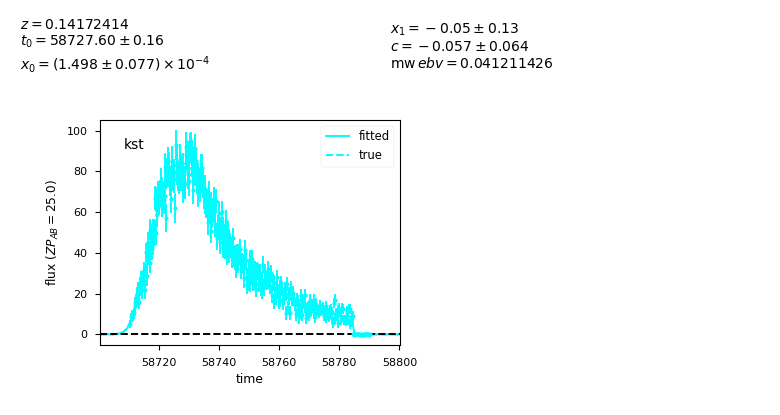 z = 0.14172414
t₀ = 58727.60 ± 0.16
x₀ = (1.498 ± 0.077) × 10⁻⁴
x₁ = −0.05 ± 0.13
c = −0.057 ± 0.064
mw ebv = 0.041211426
kst
fitted
true
100
80
60
40
20
0
flux (ZP_AB = 25.0)
58720 58740 58760 58780 58800
time